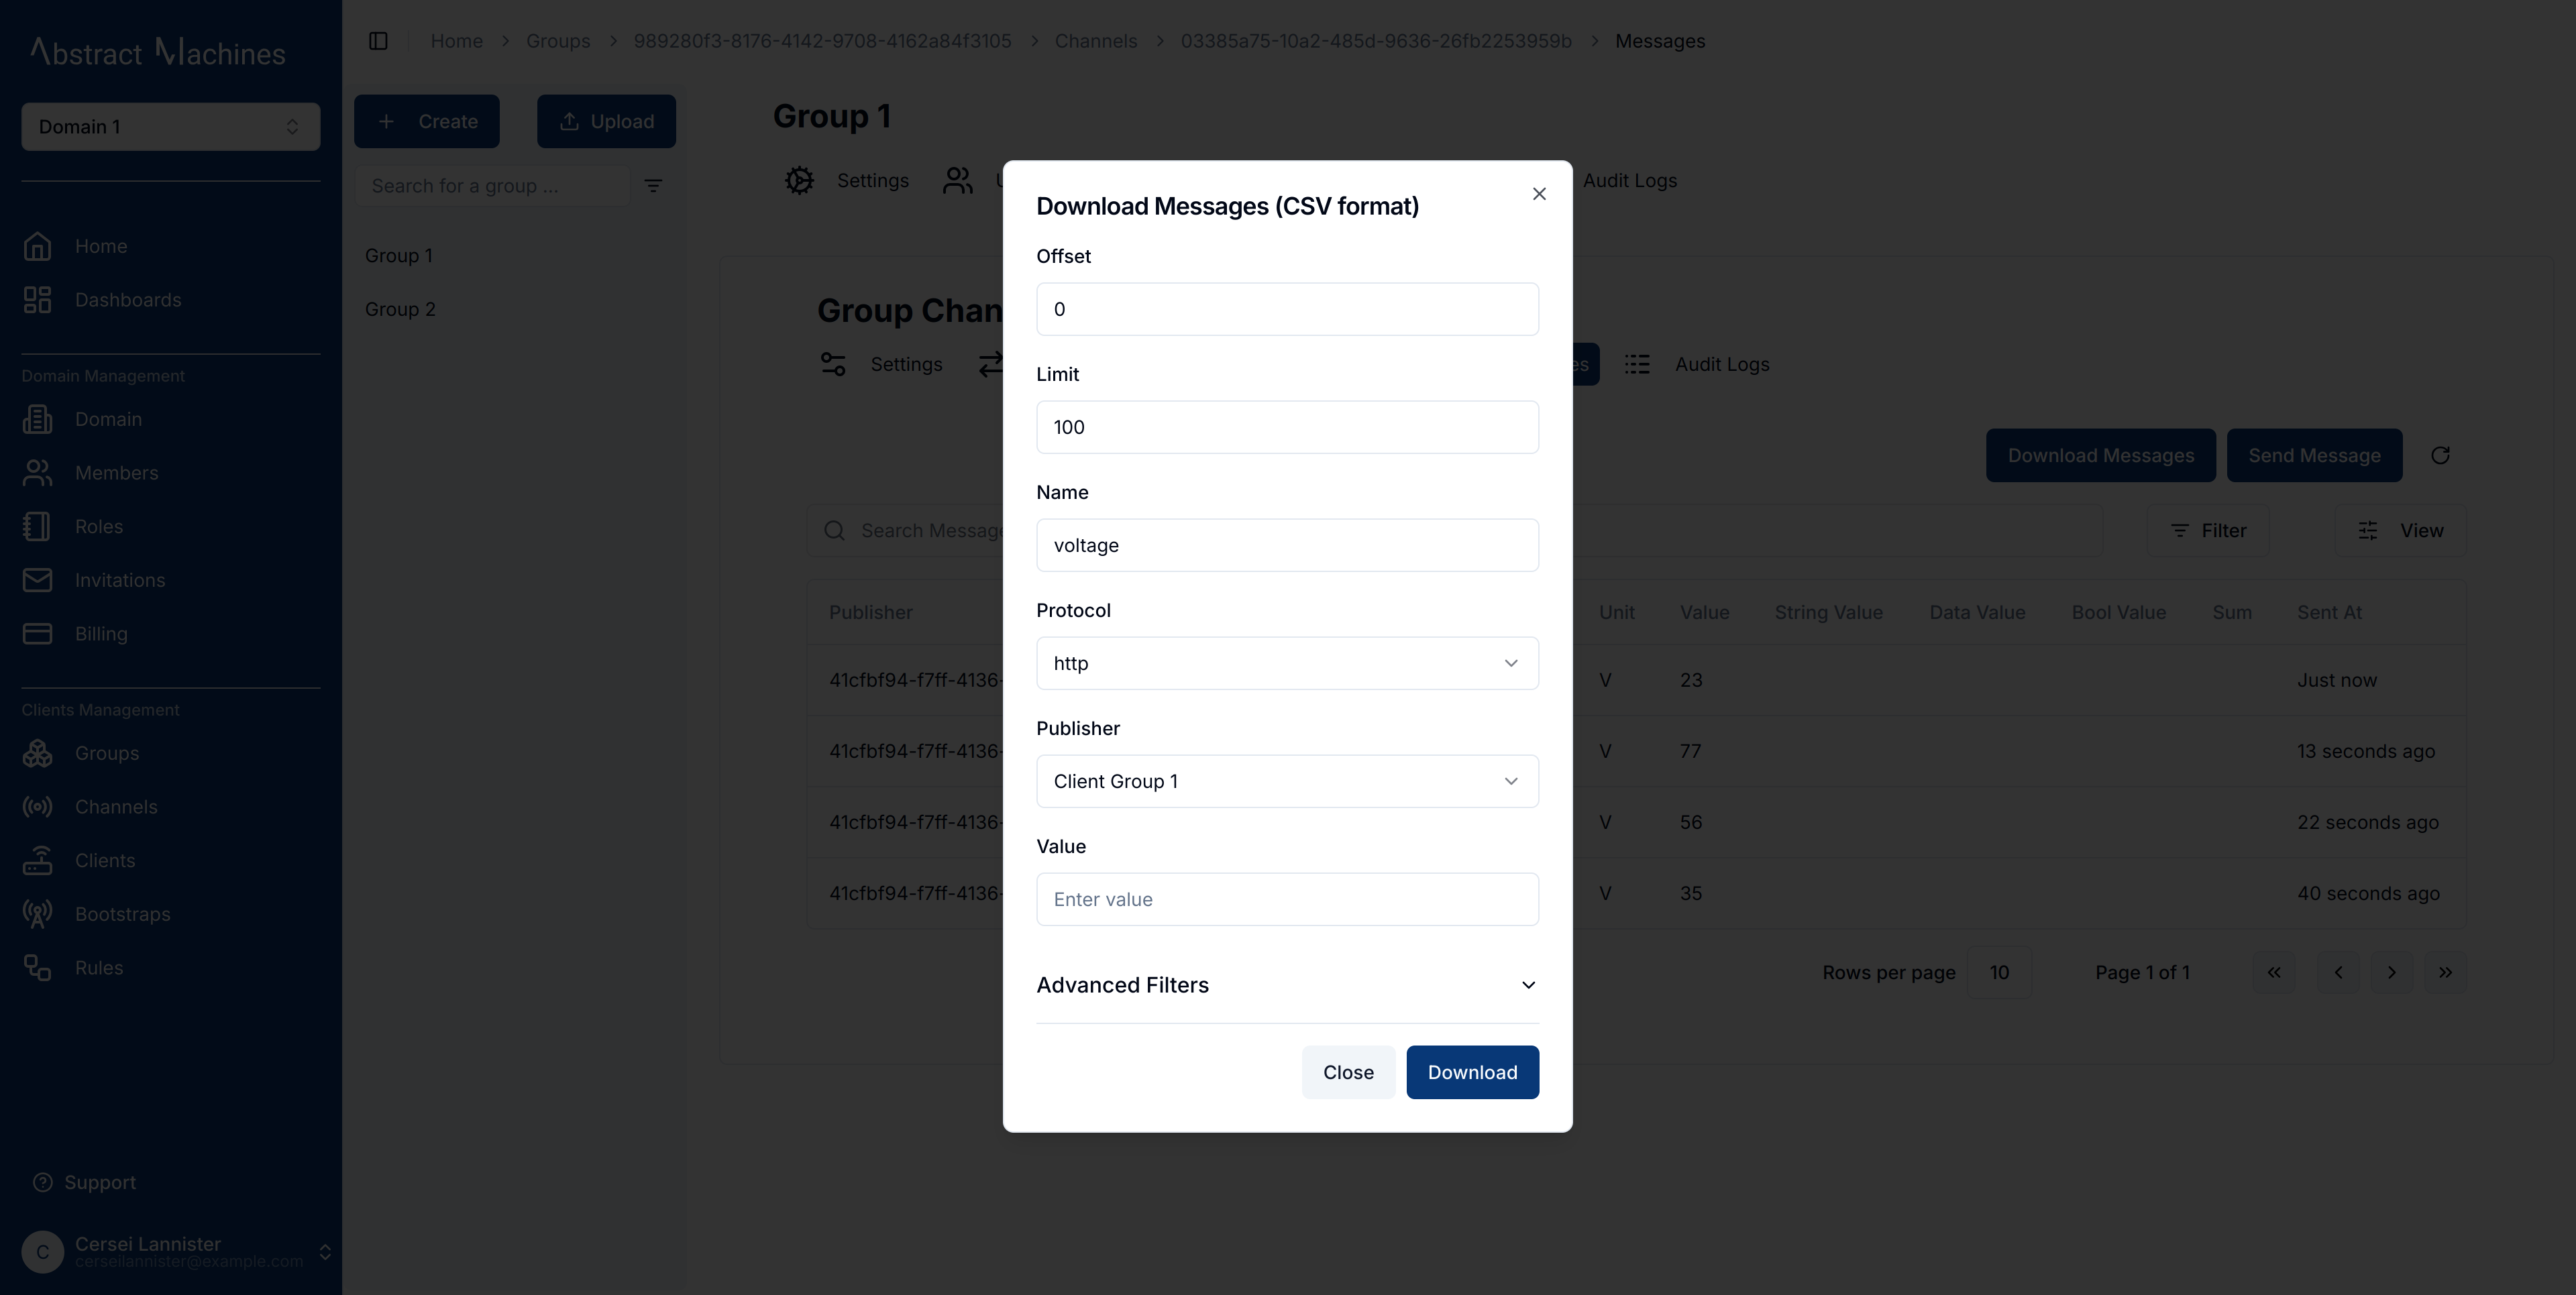 Abstract Machines
Domain 1
Home
Dashboards
Domain Management
Domain
Members
Roles
Invitations
Billing
Clients Management
Groups
Channels
Clients
Bootstraps
Rules
Support
C
Cersei Lannister
cerseilannister@example.com
Home > Groups > 989280f3-8176-4142-9708-4162a84f3105 > Channels > 03385a75-10a2-485d-9636-26fb2253959b > Messages
Create
Upload
Search for a group ...
Group 1
Group 2
Group 1
Settings
Audit Logs
Group Chan
Settings
Audit Logs
Download Messages
Send Message
Search Message
Filter
View
Publisher Unit Value String Value Data Value Bool Value Sum Sent At
41cfbf94-f7ff-4136- V 23 Just now
41cfbf94-f7ff-4136- V 77 13 seconds ago
41cfbf94-f7ff-4136- V 56 22 seconds ago
41cfbf94-f7ff-4136- V 35 40 seconds ago
Rows per page 10 Page 1 of 1
Download Messages (CSV format)
Offset
0
Limit
100
Name
voltage
Protocol
http
Publisher
Client Group 1
Value
Enter value
Advanced Filters
Close
Download